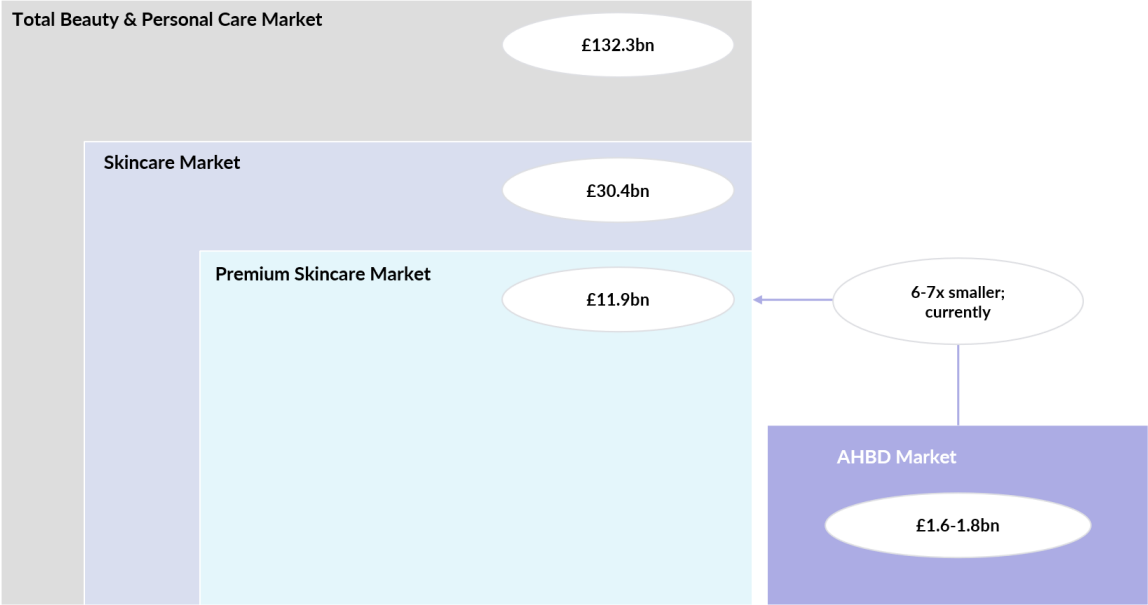 Total Beauty & Personal Care Market
£132.3bn
Skincare Market
£30.4bn
Premium Skincare Market
£11.9bn
6-7x smaller;
currently
AHBD Market
£1.6-1.8bn